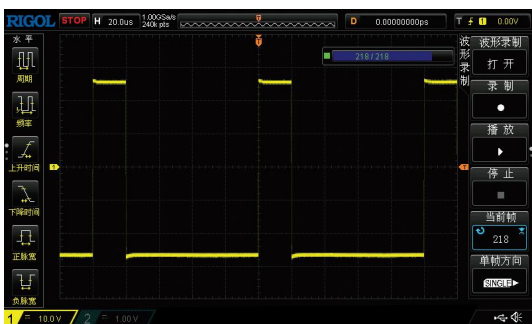 RIGOL STOP H 20.0us 1.00GSa/s 240k pts D 0.00000000ps T 1 0.00V
水平
周期
频率
上升时间
下降时间
正脉宽
负脉宽
218 / 218
T
1
T
波形录制
波形录制
打开
录制
播放
停止
当前帧
218
单帧方向
SINGLE
1 = 10.0 V 2 = 1.00 V